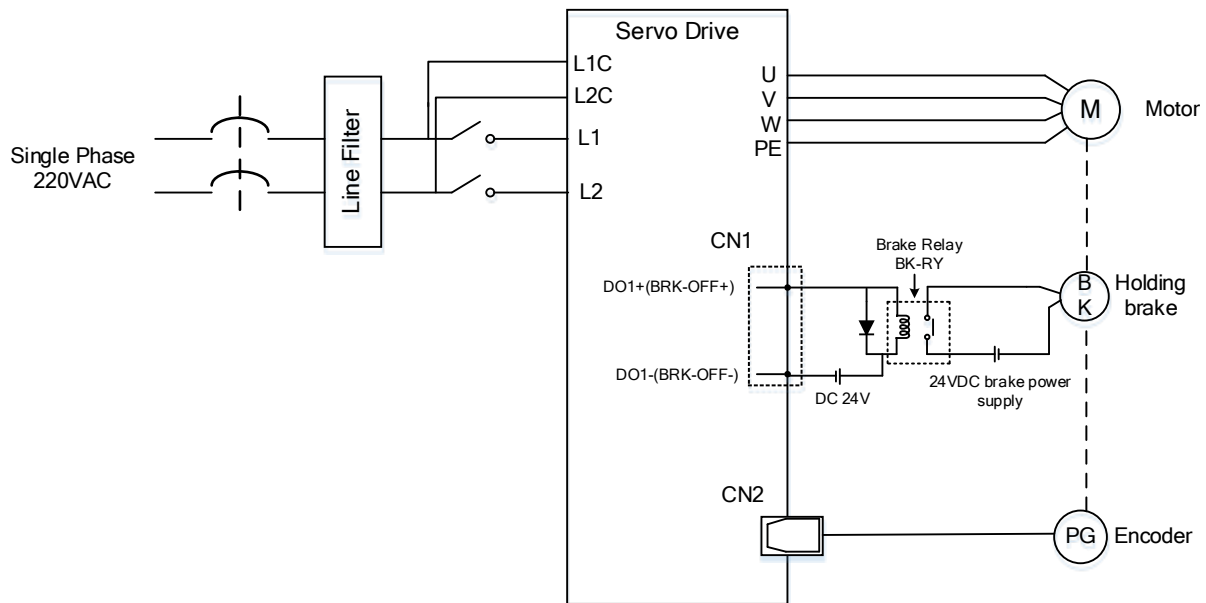 Servo Drive
L1C
L2C
L1
L2
Single Phase
220VAC
Line Filter
U
V
W
PE
M
Motor
CN1
Brake Relay
BK-RY
DO1+(BRK-OFF+)
DO1-(BRK-OFF-)
DC 24V
24VDC brake power
supply
B
K
Holding
brake
CN2
PG
Encoder